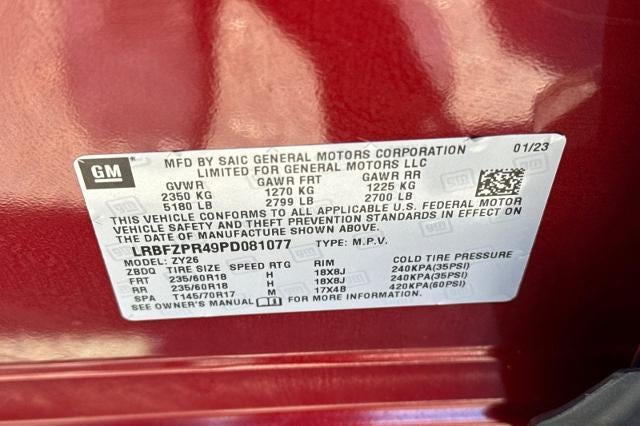 GM
MFD BY SAIC GENERAL MOTORS CORPORATION 01/23
LIMITED FOR GENERAL MOTORS LLC
GVWR GAWR FRT GAWR RR
2350 KG 1270 KG 1225 KG
5180 LB 2799 LB 2700 LB
THIS VEHICLE CONFORMS TO ALL APPLICABLE U.S. FEDERAL MOTOR
VEHICLE SAFETY AND THEFT PREVENTION STANDARDS IN EFFECT ON
THE DATE OF MANUFACTURE SHOWN ABOVE.
LRBFZPR49PD081077 TYPE: M.P.V.
MODEL: ZY26
ZBDQ TIRE SIZE SPEED RTG RIM COLD TIRE PRESSURE
FRT 235/60R18 H 18X8J 240KPA(35PSI)
RR 235/60R18 H 18X8J 240KPA(35PSI)
SPA T145/70R17 M 17X4B 420KPA(60PSI)
SEE OWNER'S MANUAL FOR MORE INFORMATION.